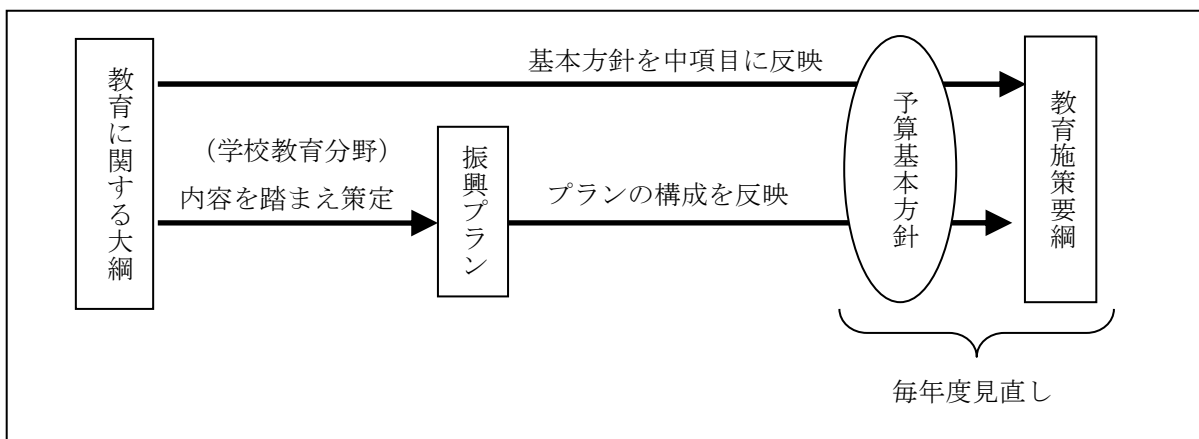 教育に関する大綱
基本方針を中項目に反映
（学校教育分野）
内容を踏まえ策定
振興プラン
プランの構成を反映
予算基本方針
教育施策要綱
毎年度見直し